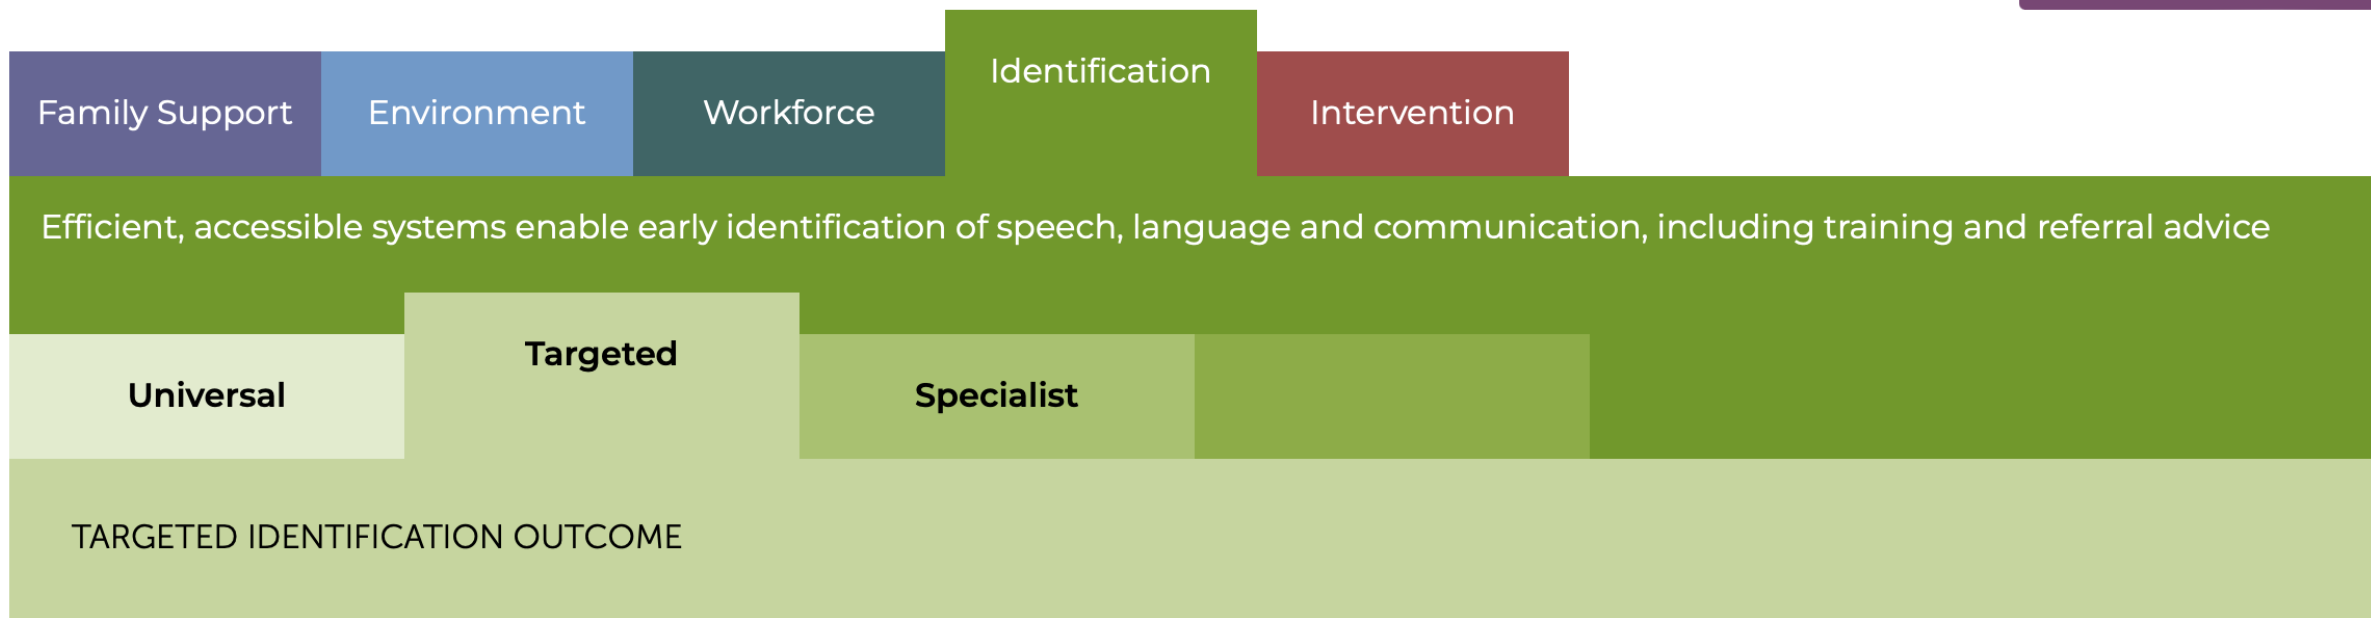 Family Support
Environment
Workforce
Identification
Intervention
Efficient, accessible systems enable early identification of speech, language and communication, including training and referral advice
Universal
Targeted
Specialist
TARGETED IDENTIFICATION OUTCOME